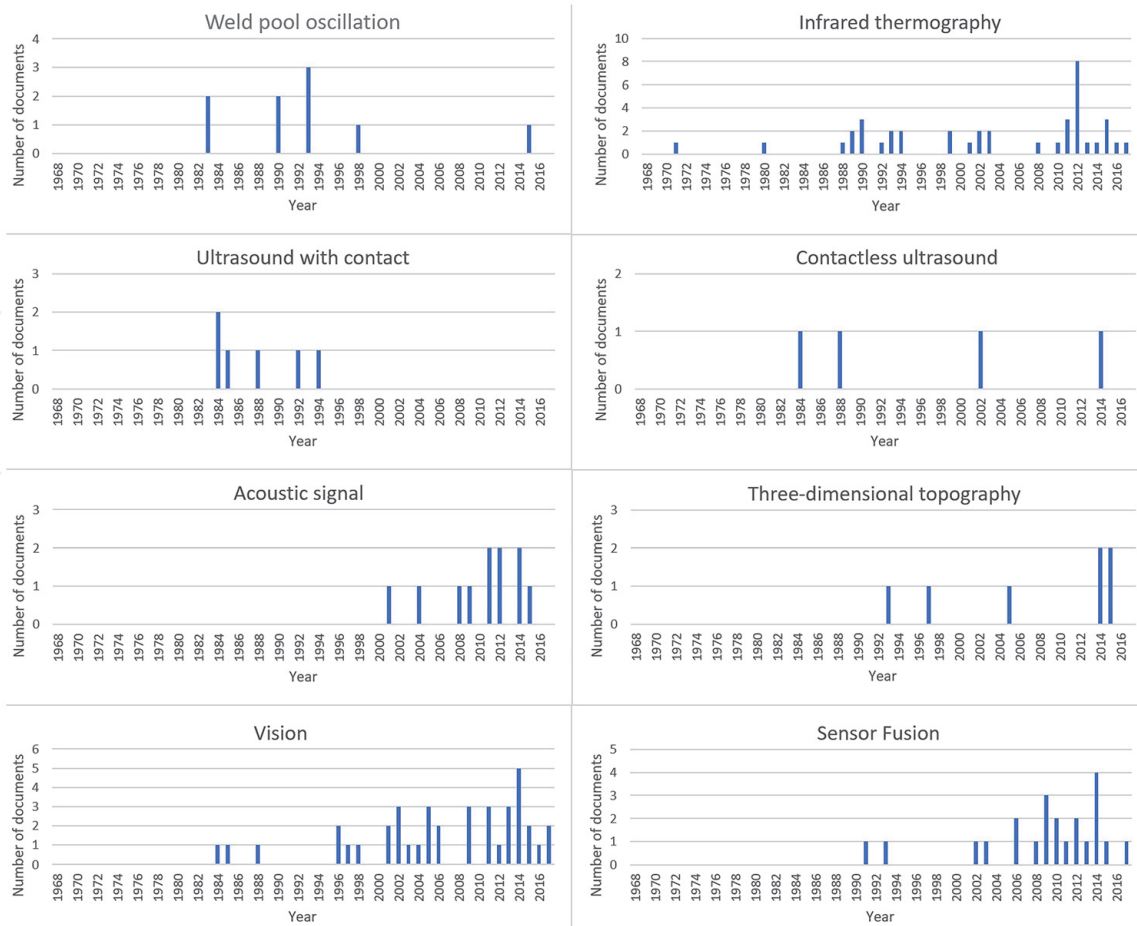 Weld pool oscillation
Number of documents
4
3
2
1
0
1968 1970 1972 1974 1976 1978 1980 1982 1984 1986 1988 1990 1992 1994 1996 1998 2000 2002 2004 2006 2008 2010 2012 2014 2016
Year
Infrared thermography
Number of documents
10
8
6
4
2
0
1968 1970 1972 1974 1976 1978 1980 1982 1984 1986 1988 1990 1992 1994 1996 1998 2000 2002 2004 2006 2008 2010 2012 2014 2016
Year
Ultrasound with contact
Number of documents
3
2
1
0
1968 1970 1972 1974 1976 1978 1980 1982 1984 1986 1988 1990 1992 1994 1996 1998 2000 2002 2004 2006 2008 2010 2012 2014 2016
Year
Contactless ultrasound
Number of documents
2
1
0
1968 1970 1972 1974 1976 1978 1980 1982 1984 1986 1988 1990 1992 1994 1996 1998 2000 2002 2004 2006 2008 2010 2012 2014 2016
Year
Acoustic signal
Number of documents
3
2
1
0
1968 1970 1972 1974 1976 1978 1980 1982 1984 1986 1988 1990 1992 1994 1996 1998 2000 2002 2004 2006 2008 2010 2012 2014 2016
Year
Three-dimensional topography
Number of documents
3
2
1
0
1968 1970 1972 1974 1976 1978 1980 1982 1984 1986 1988 1990 1992 1994 1996 1998 2000 2002 2004 2006 2008 2010 2012 2014 2016
Year
Vision
Number of documents
6
5
4
3
2
1
0
1968 1970 1972 1974 1976 1978 1980 1982 1984 1986 1988 1990 1992 1994 1996 1998 2000 2002 2004 2006 2008 2010 2012 2014 2016
Year
Sensor Fusion
Number of documents
5
4
3
2
1
0
1968 1970 1972 1974 1976 1978 1980 1982 1984 1986 1988 1990 1992 1994 1996 1998 2000 2002 2004 2006 2008 2010 2012 2014 2016
Year